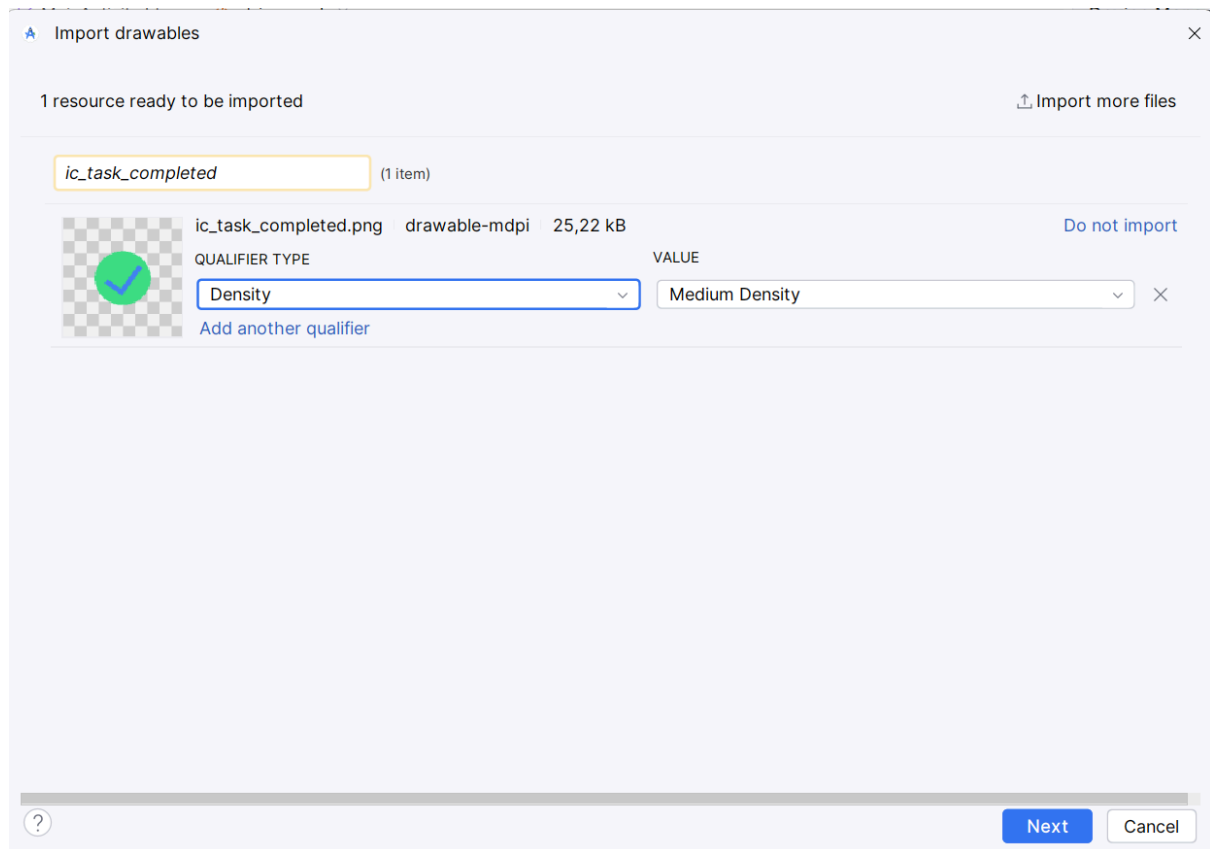 Import drawables
1 resource ready to be imported
Import more files
ic_task_completed
(1 item)
ic_task_completed.png drawable-mdpi 25,22 kB
Do not import
QUALIFIER TYPE
VALUE
Density
Medium Density
Add another qualifier
?
Next
Cancel